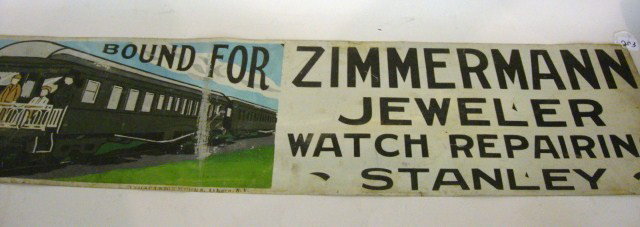 BOUND FOR
ZIMMERMANN
JEWELER
WATCH REPAIRIN
STANLEY